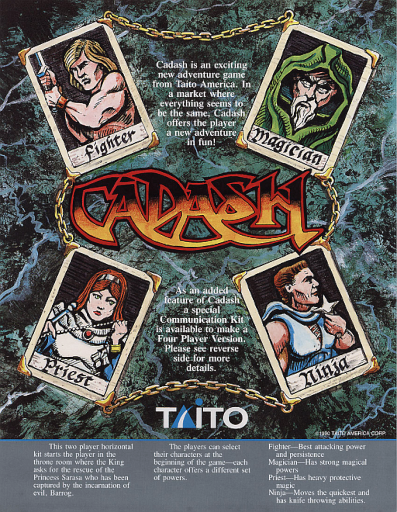 Cadash is an exciting
new adventure game
from Taito America. In
a market where
everything seems to
be the same, Cadash
offers the player
a new adventure
in fun!
Fighter
Magician
CADASH
As an added
feature of Cadash
a special
Communication Kit
is available to make a
Four Player Version.
Please see reverse
side for more
details.
Priest
Ninja
TAITO
©1990 TAITO AMERICA CORP.
This two player horizontal
kit starts the player in the
throne room where the King
asks for the rescue of the
Princess Sarasa who has been
captured by the incarnation of
evil, Barrog.
The players can select
their characters at the
beginning of the game—each
character offers a different set
of powers.
Fighter—Best attacking power
and persistence
Magician—Has strong magical
powers
Priest—Has heavy protective
magic
Ninja—Moves the quickest and
has knife throwing abilities.